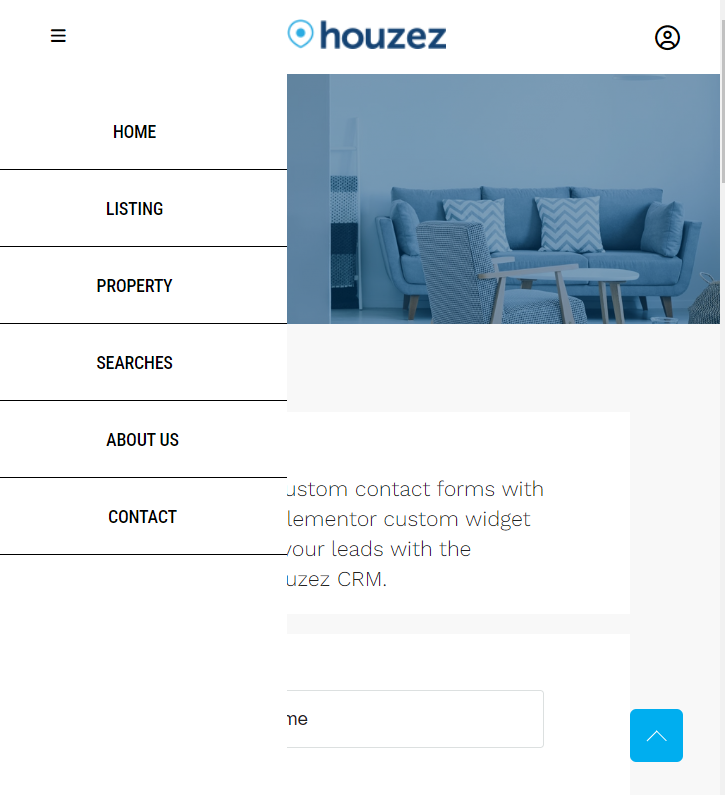 houzez
HOME
LISTING
PROPERTY
SEARCHES
ABOUT US
CONTACT
custom contact forms with
lementor custom widget
your leads with the
uzez CRM.
me